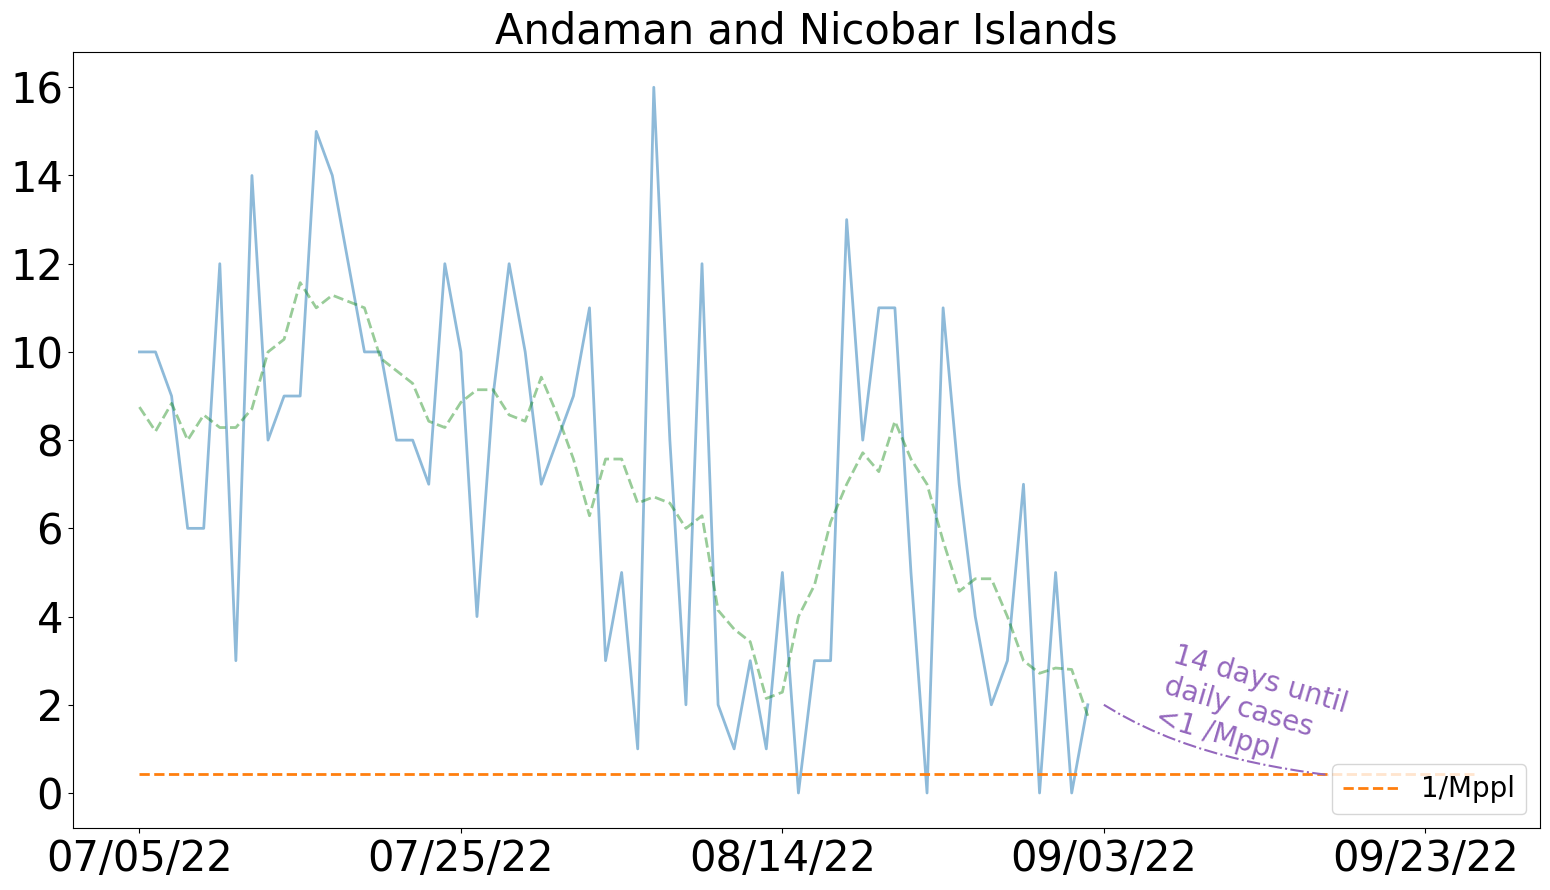 Andaman and Nicobar Islands
16
14
12
10
8
6
4
2
0
14 days until
daily cases
<1 /Mppl
1/Mppl
07/05/22 07/25/22 08/14/22 09/03/22 09/23/22